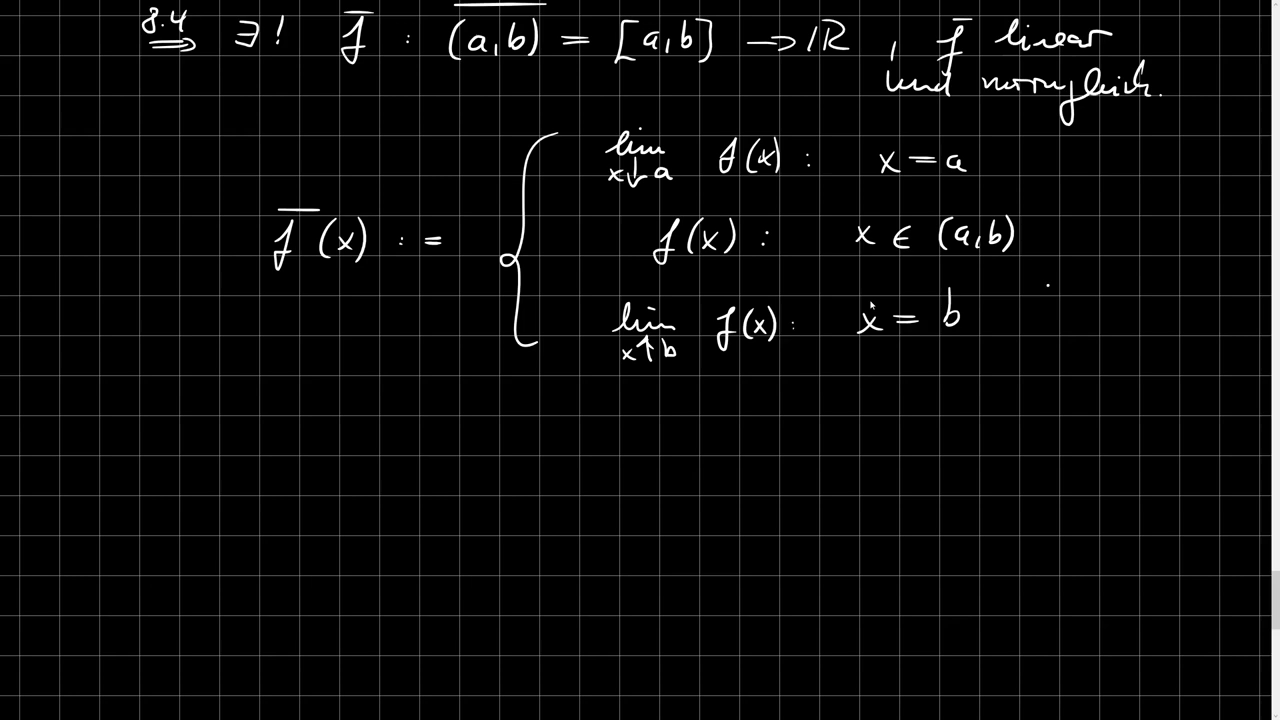 8.4 ⟹ ∃! f̄ : \overline{(a,b)} = [a,b] → ℝ , f̄ linear
und normgleich.
lim_{x↓a} f(x) : x = a
f̄(x) := { f(x) : x ∈ (a,b)
lim_{x↑b} f(x) : x = b